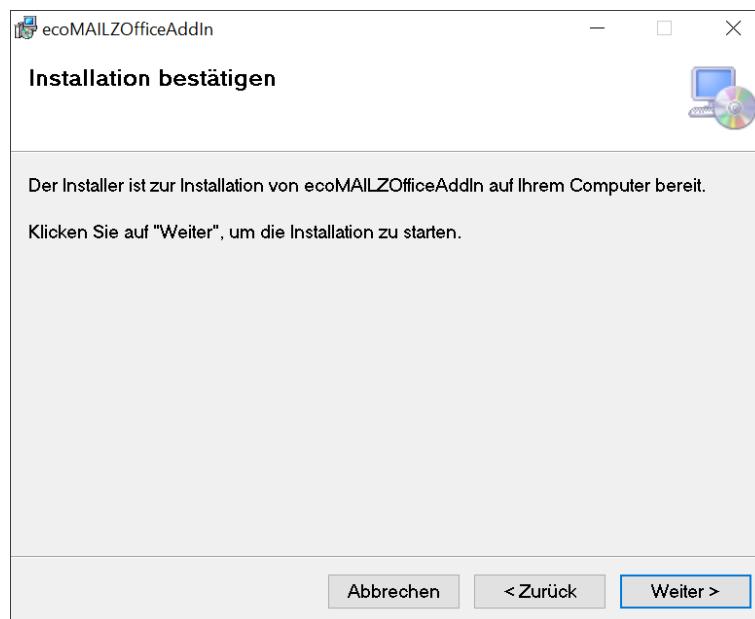 ecoMAILZOfficeAddIn
Installation bestätigen
Der Installer ist zur Installation von ecoMAILZOfficeAddIn auf Ihrem Computer bereit.
Klicken Sie auf "Weiter", um die Installation zu starten.
Abbrechen
< Zurück
Weiter >